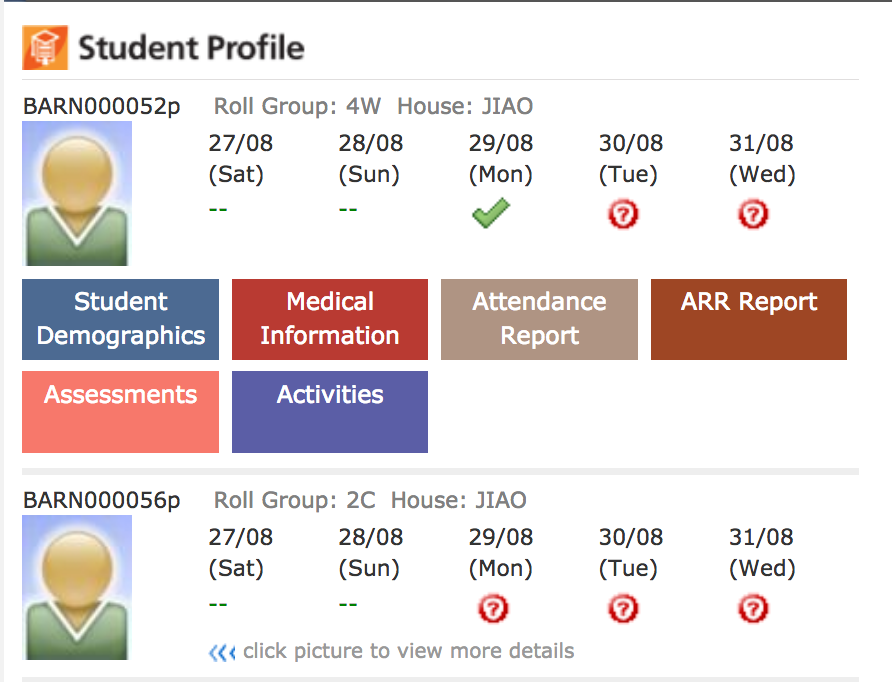 Student Profile
BARN000052p Roll Group: 4W House: JIAO
27/08 28/08 29/08 30/08 31/08
(Sat) (Sun) (Mon) (Tue) (Wed)
-- --
? ?
Student Medical Attendance ARR Report
Demographics Information Report
Assessments Activities
BARN000056p Roll Group: 2C House: JIAO
27/08 28/08 29/08 30/08 31/08
(Sat) (Sun) (Mon) (Tue) (Wed)
-- --
? ? ?
click picture to view more details